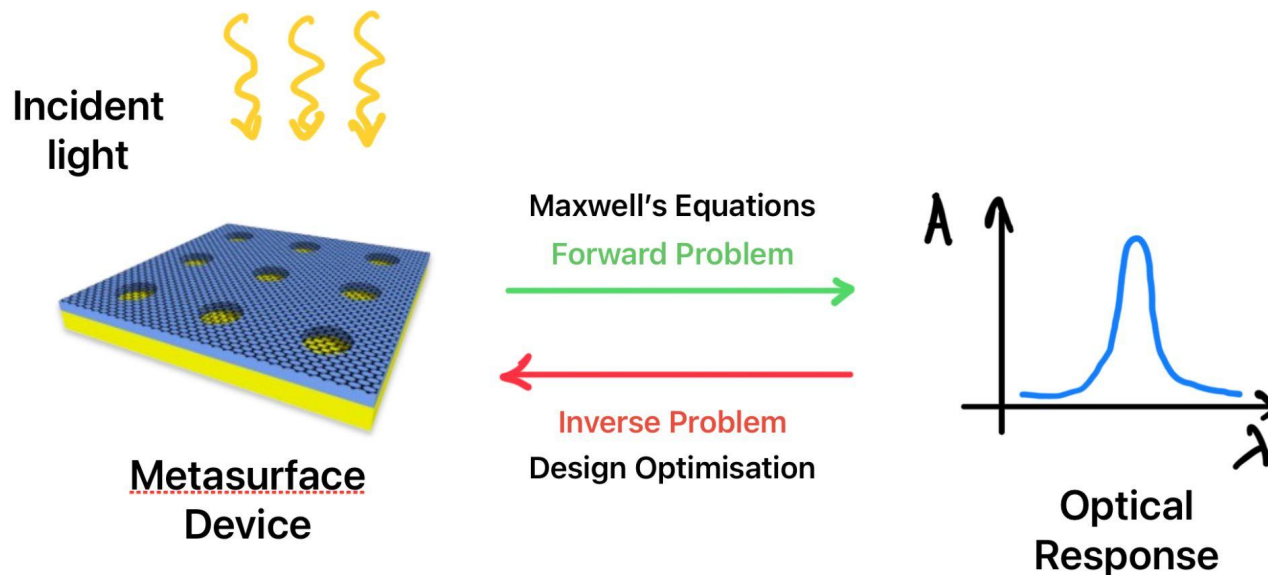 Incident
light
Maxwell's Equations
Forward Problem
Inverse Problem
Design Optimisation
Metasurface
Device
A
λ
Optical
Response